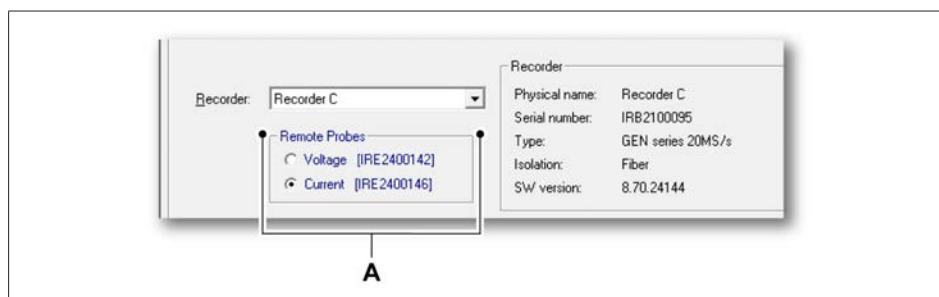 Recorder: Recorder C
Remote Probes
Voltage [IRE2400142]
Current [IRE2400146]
Recorder
Physical name: Recorder C
Serial number: IRB2100095
Type: GEN series 20MS/s
Isolation: Fiber
SW version: 8.70.24144
A